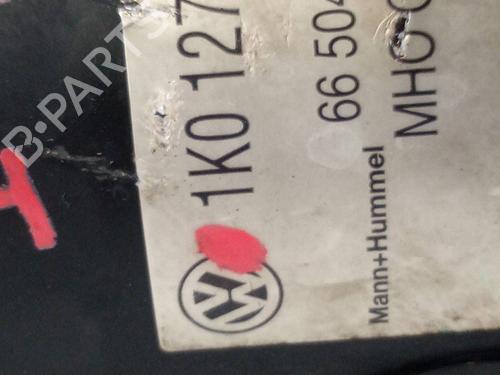 1K0 127
66 504
MHO
Mann+Hummel
B-PARTS